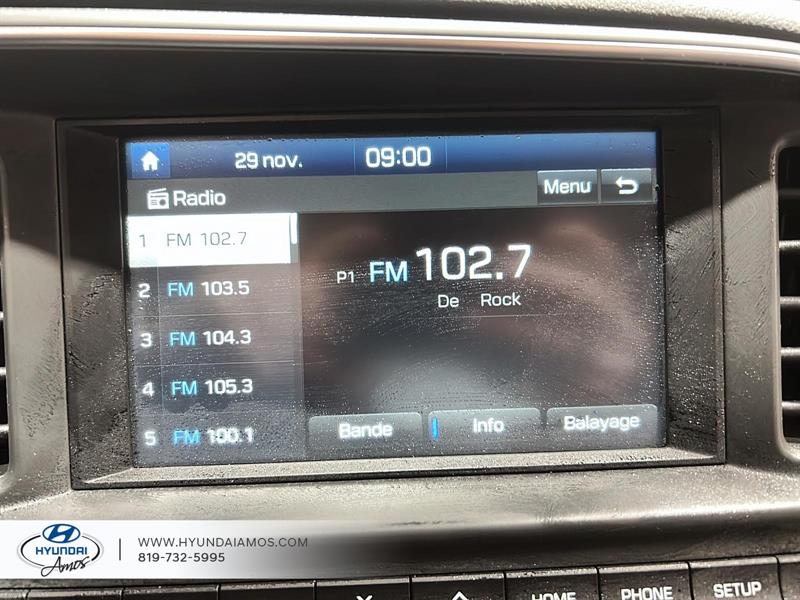 29 nov. 09:00
Radio Menu
1 FM 102.7
2 FM 103.5
3 FM 104.3
4 FM 105.3
5 FM 100.1
P1 FM 102.7
De Rock
Bande Info Balayage
HYUNDAI
Amos
WWW.HYUNDAIAMOS.COM
819-732-5995
HOME PHONE SETUP